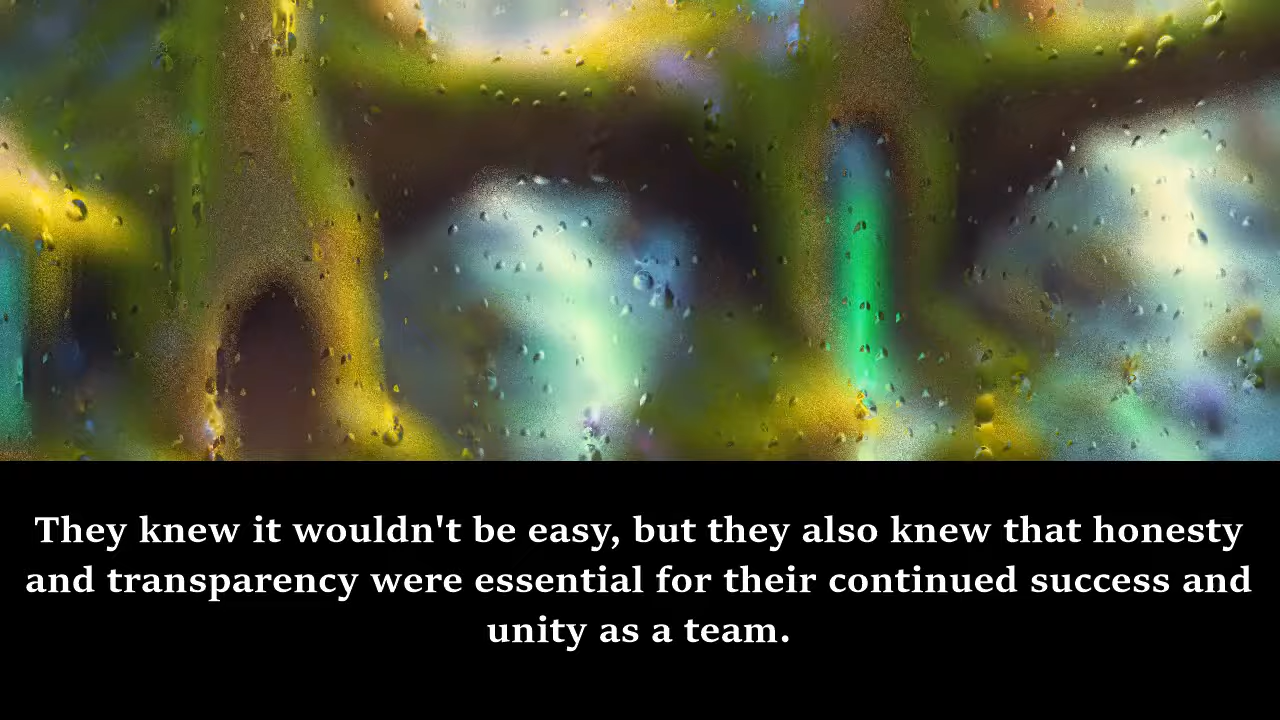 They knew it wouldn't be easy, but they also knew that honesty
and transparency were essential for their continued success and
unity as a team.